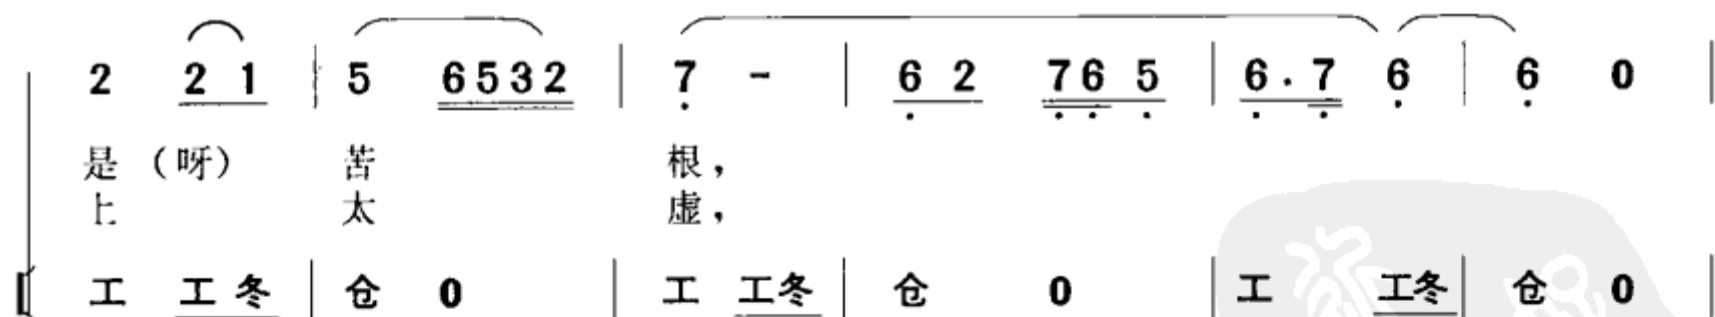 2 2 1 | 5 6532 | 7 - | 6 2 76 5 | 6. 7 6 | 6 0 |
是（呀） 苦 根，
上 太 虚，
工 工冬 | 仓 0 | 工 工冬 | 仓 0 | 工 工冬 | 仓 0 |